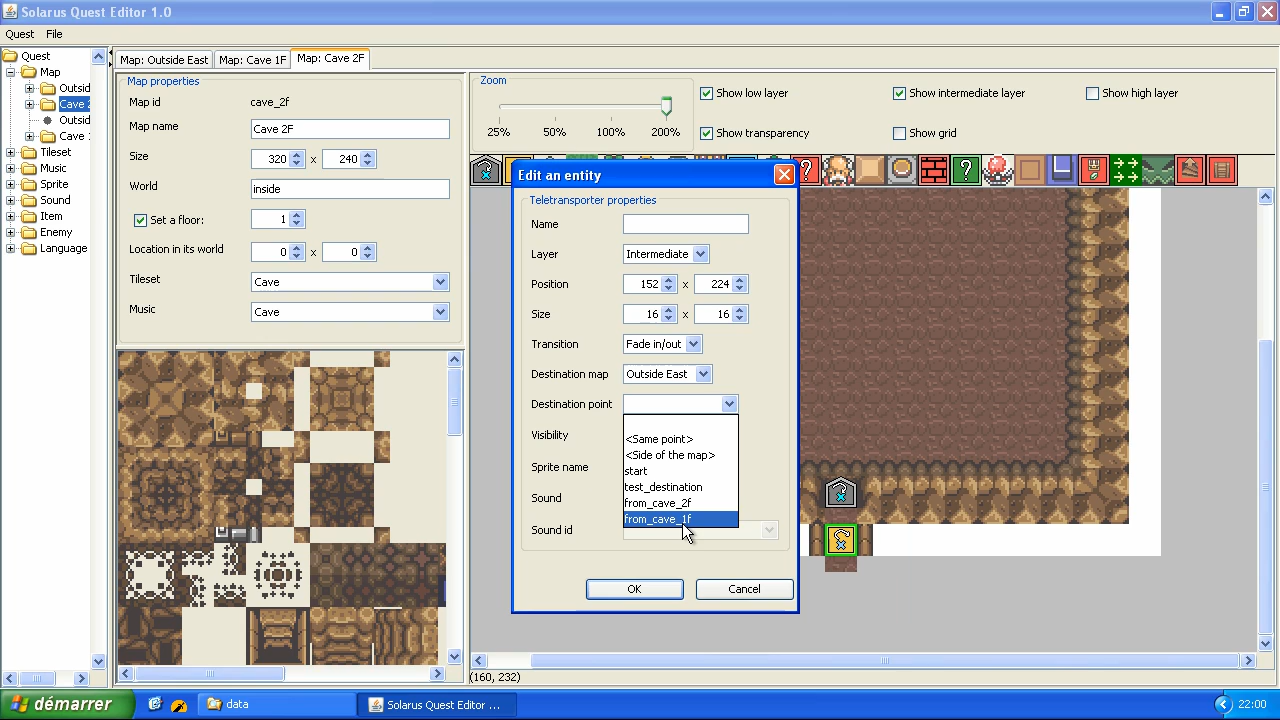 Solarus Quest Editor 1.0
Quest File
Quest
Map
Outsid
Cave 2
Outsid
Cave
Tileset
Music
Sprite
Sound
Item
Enemy
Language
Map: Outside East
Map: Cave 1F
Map: Cave 2F
Map properties
Map id cave_2f
Map name Cave 2F
Size 320 x 240
World inside
Set a floor: 1
Location in its world 0 x 0
Tileset Cave
Music Cave
Zoom
25% 50% 100% 200%
Show low layer
Show intermediate layer
Show high layer
Show transparency
Show grid
Edit an entity
Teletransporter properties
Name
Layer Intermediate
Position 152 x 224
Size 16 x 16
Transition Fade in/out
Destination map Outside East
Destination point
Visibility
Sprite name
Sound
Sound id
<Same point>
<Side of the map>
start
test_destination
from_cave_2f
from_cave_1f
OK Cancel
(160, 232)
démarrer
data
Solarus Quest Editor ...
22:00